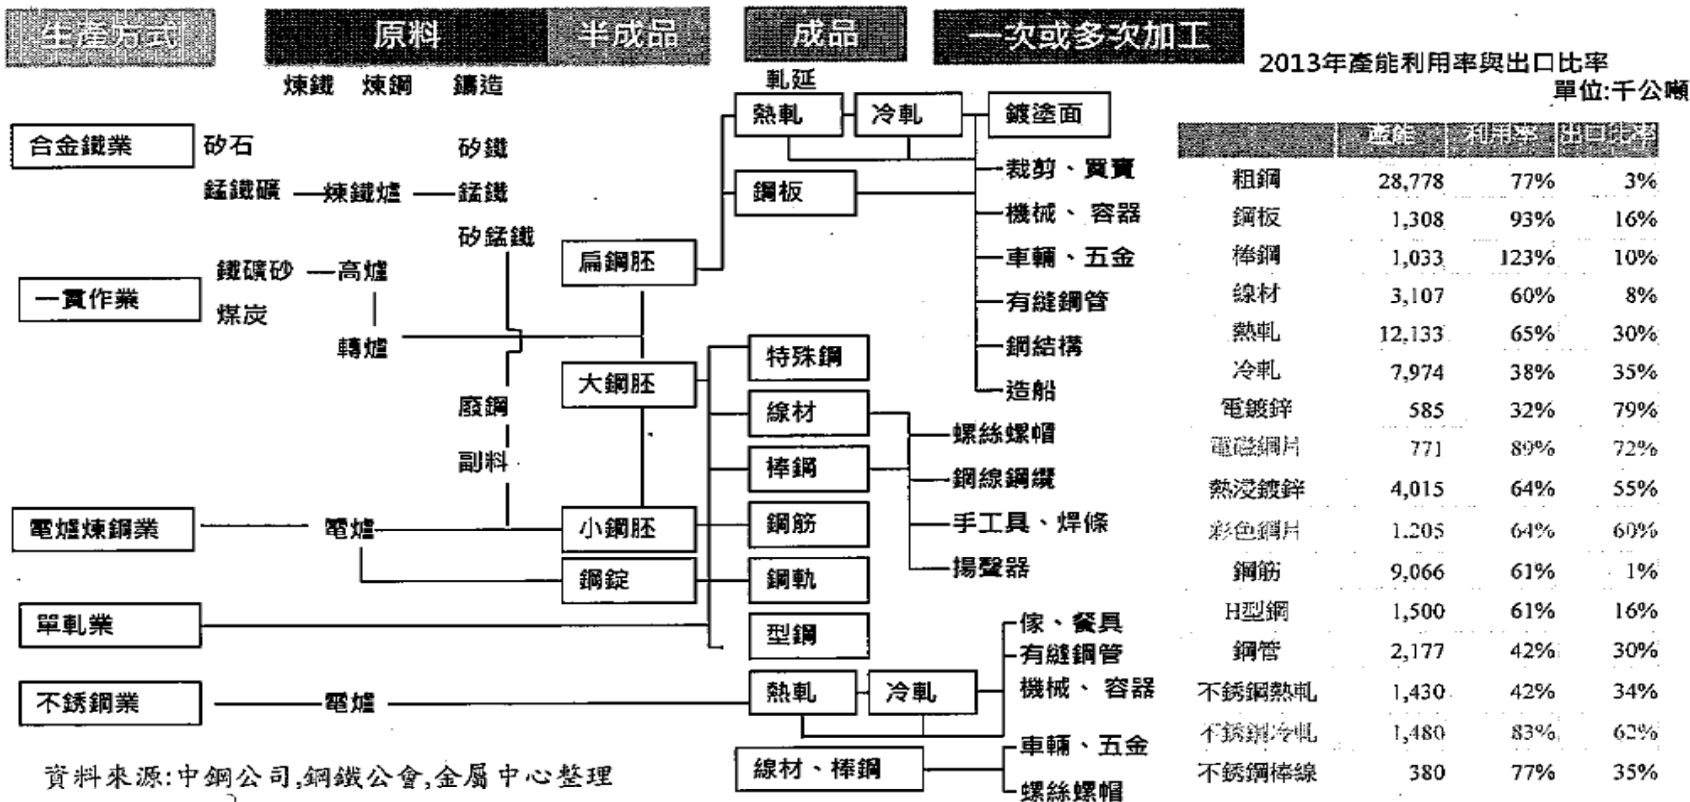 生產方式 原料 半成品 成品 一次或多次加工
煉鐵 煉鋼 鑄造
軋延
2013年產能利用率與出口比率
單位:千公噸
合金鐵業
矽石
錳鐵礦
煉鐵爐
矽鐵
錳鐵
矽錳鐵
一貫作業
鐵礦砂
煤炭
高爐
轉爐
廢鋼
副料
電爐煉鋼業
電爐
單軋業
不銹鋼業
電爐
扁鋼胚
大鋼胚
小鋼胚
鋼錠
熱軋
冷軋
鍍塗面
鋼板
裁剪、買賣
機械、容器
車輛、五金
有縫鋼管
鋼結構
造船
特殊鋼
線材
棒鋼
鋼筋
鋼軌
型鋼
螺絲螺帽
鋼線鋼纜
手工具、焊條
揚聲器
熱軋
冷軋
線材、棒鋼
傢、餐具
有縫鋼管
機械、容器
車輛、五金
螺絲螺帽
產能 利用率 出口比率
粗鋼 28,778 77% 3%
鋼板 1,308 93% 16%
棒鋼 1,033 123% 10%
線材 3,107 60% 8%
熱軋 12,133 65% 30%
冷軋 7,974 38% 35%
電鍍鋅 585 32% 79%
電磁鋼片 771 89% 72%
熱浸鍍鋅 4,015 64% 55%
彩色鋼片 1.205 64% 60%
鋼筋 9,066 61% 1%
H型鋼 1,500 61% 16%
鋼管 2,177 42% 30%
不銹鋼熱軋 1,430 42% 34%
不銹鋼冷軋 1,480 83% 62%
不銹鋼棒線 380 77% 35%
資料來源:中鋼公司,鋼鐵公會,金屬中心整理